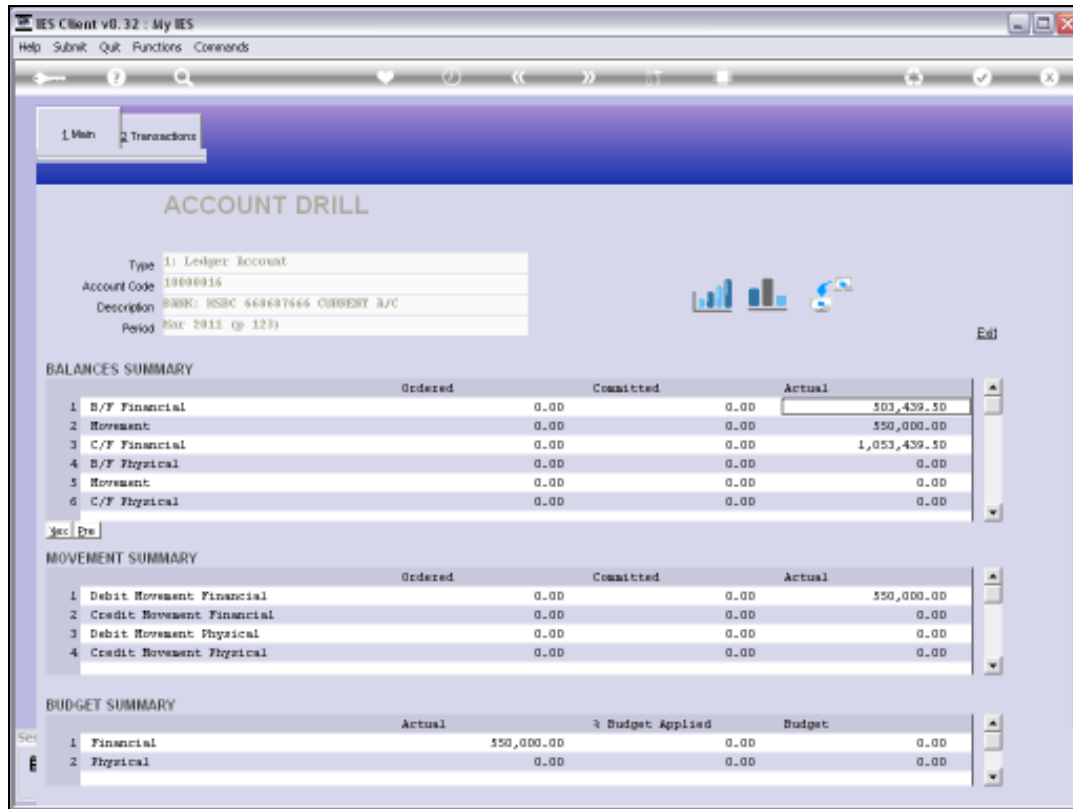 IES Client v8.32 : My IES
Help Submit Quit Functions Commands
1 Main 2 Transactions
ACCOUNT DRILL
Type 1: Ledger Account
Account Code 10000016
Description BANK: HSBC 668687666 CURRENT A/C
Period Mar 2011 (p 123)
Exit
BALANCES SUMMARY
Ordered Committed Actual
1 B/F Financial 0.00 0.00 503,439.50
2 Movement 0.00 0.00 550,000.00
3 C/F Financial 0.00 0.00 1,053,439.50
4 B/F Physical 0.00 0.00 0.00
5 Movement 0.00 0.00 0.00
6 C/F Physical 0.00 0.00 0.00
Nex Pre
MOVEMENT SUMMARY
Ordered Committed Actual
1 Debit Movement Financial 0.00 0.00 550,000.00
2 Credit Movement Financial 0.00 0.00 0.00
3 Debit Movement Physical 0.00 0.00 0.00
4 Credit Movement Physical 0.00 0.00 0.00
BUDGET SUMMARY
Actual % Budget Applied Budget
1 Financial 550,000.00 0.00 0.00
2 Physical 0.00 0.00 0.00